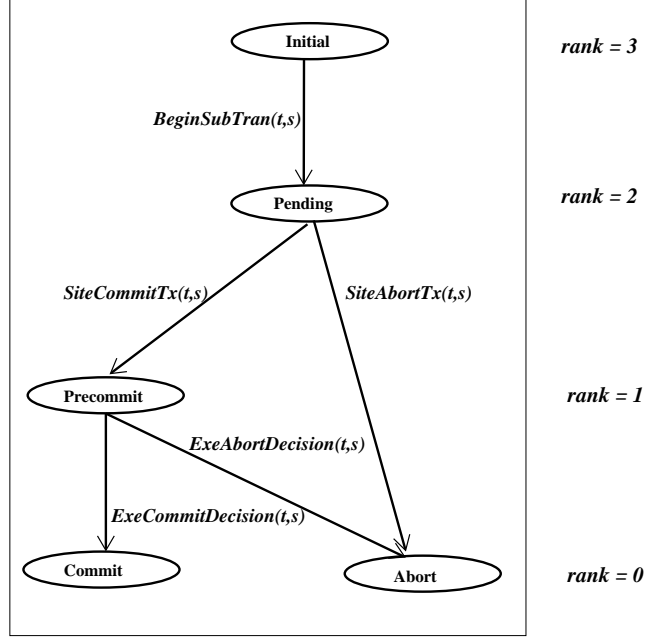 Initial
rank = 3
BeginSubTran(t,s)
Pending
rank = 2
SiteCommitTx(t,s)
SiteAbortTx(t,s)
Precommit
rank = 1
ExeAbortDecision(t,s)
ExeCommitDecision(t,s)
Commit
Abort
rank = 0